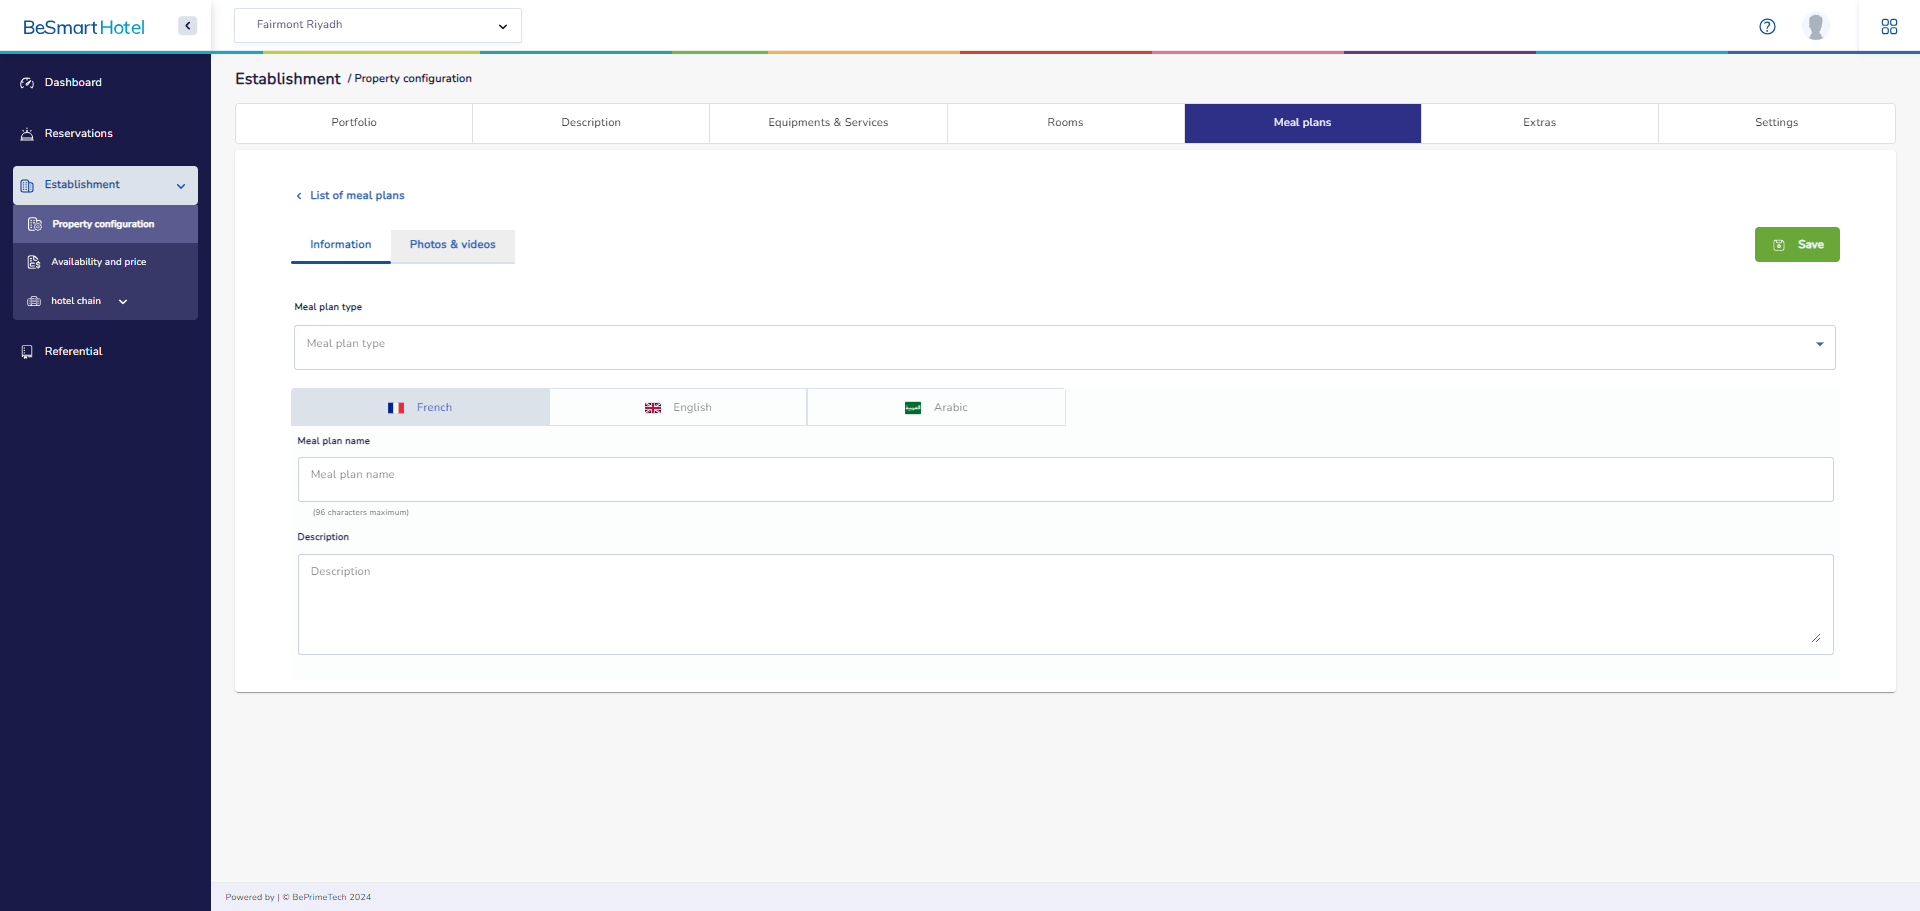 BeSmart Hotel
Fairmont Riyadh
Dashboard
Reservations
Establishment
Property configuration
Availability and price
hotel chain
Referential
Establishment / Property configuration
Portfolio
Description
Equipments & Services
Rooms
Meal plans
Extras
Settings
List of meal plans
Information
Photos & videos
Save
Meal plan type
Meal plan type
French
English
Arabic
Meal plan name
Meal plan name
(96 characters maximum)
Description
Description
Powered by | © BePrimeTech 2024